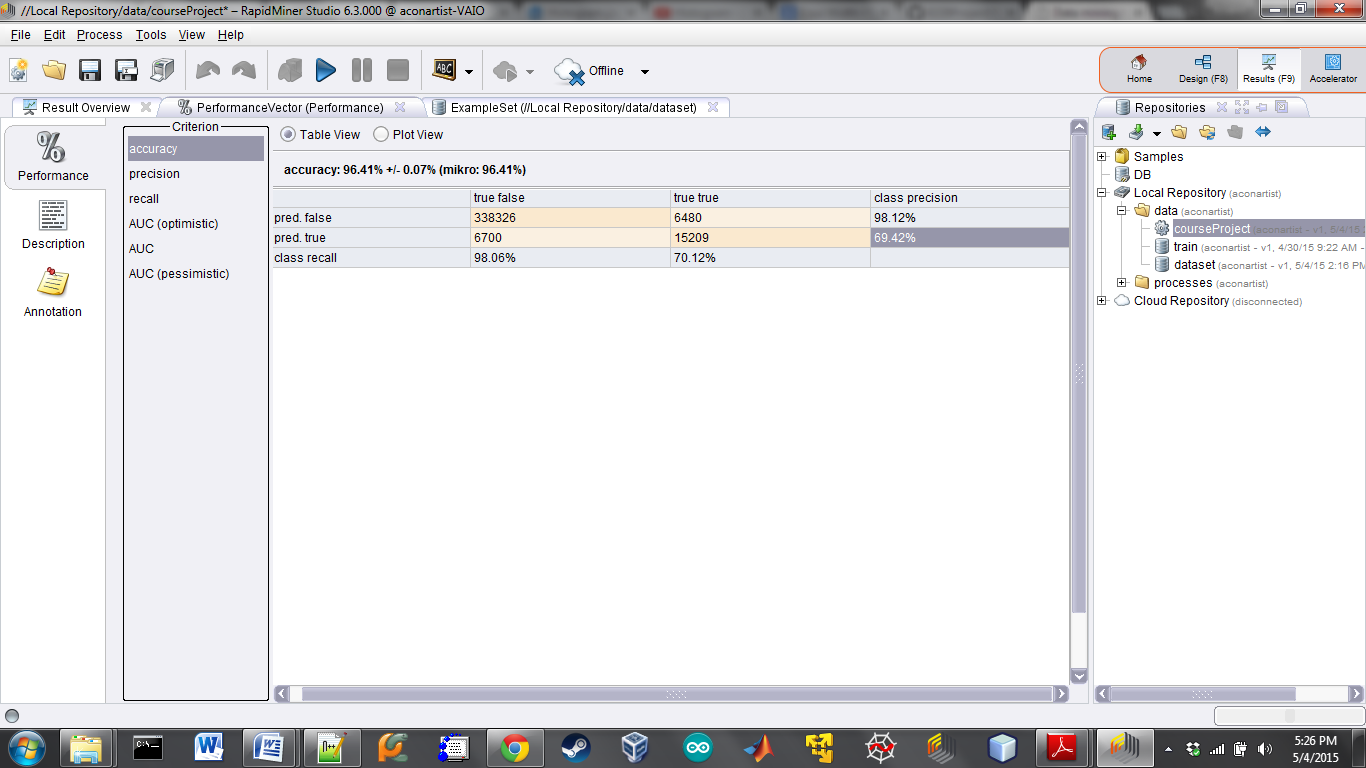 //Local Repository/data/courseProject* – RapidMiner Studio 6.3.000 @ aconartist-VAIO
File Edit Process Tools View Help
ABC Offline
Home Design (F8) Results (F9) Accelerator
Result Overview PerformanceVector (Performance) ExampleSet (//Local Repository/data/dataset) Repositories
Performance
Description
Annotation
Criterion
accuracy
precision
recall
AUC (optimistic)
AUC
AUC (pessimistic)
Table View Plot View
accuracy: 96.41% +/- 0.07% (mikro: 96.41%)
true false true true class precision
pred. false 338326 6480 98.12%
pred. true 6700 15209 69.42%
class recall 98.06% 70.12%
Samples
DB
Local Repository (aconartist)
data (aconartist)
courseProject (aconartist – v1, 5/4/15
train (aconartist – v1, 4/30/15 9:22 AM –
dataset (aconartist – v1, 5/4/15 2:16 PM
processes (aconartist)
Cloud Repository (disconnected)
5:26 PM
5/4/2015